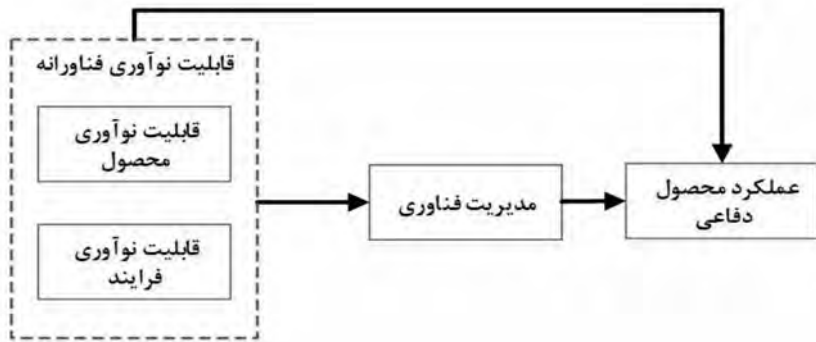 قابلیت نوآوری فناورانه
قابلیت نوآوری
محصول
قابلیت نوآوری
فرایند
مدیریت فناوری
عملکرد محصول
دفاعی